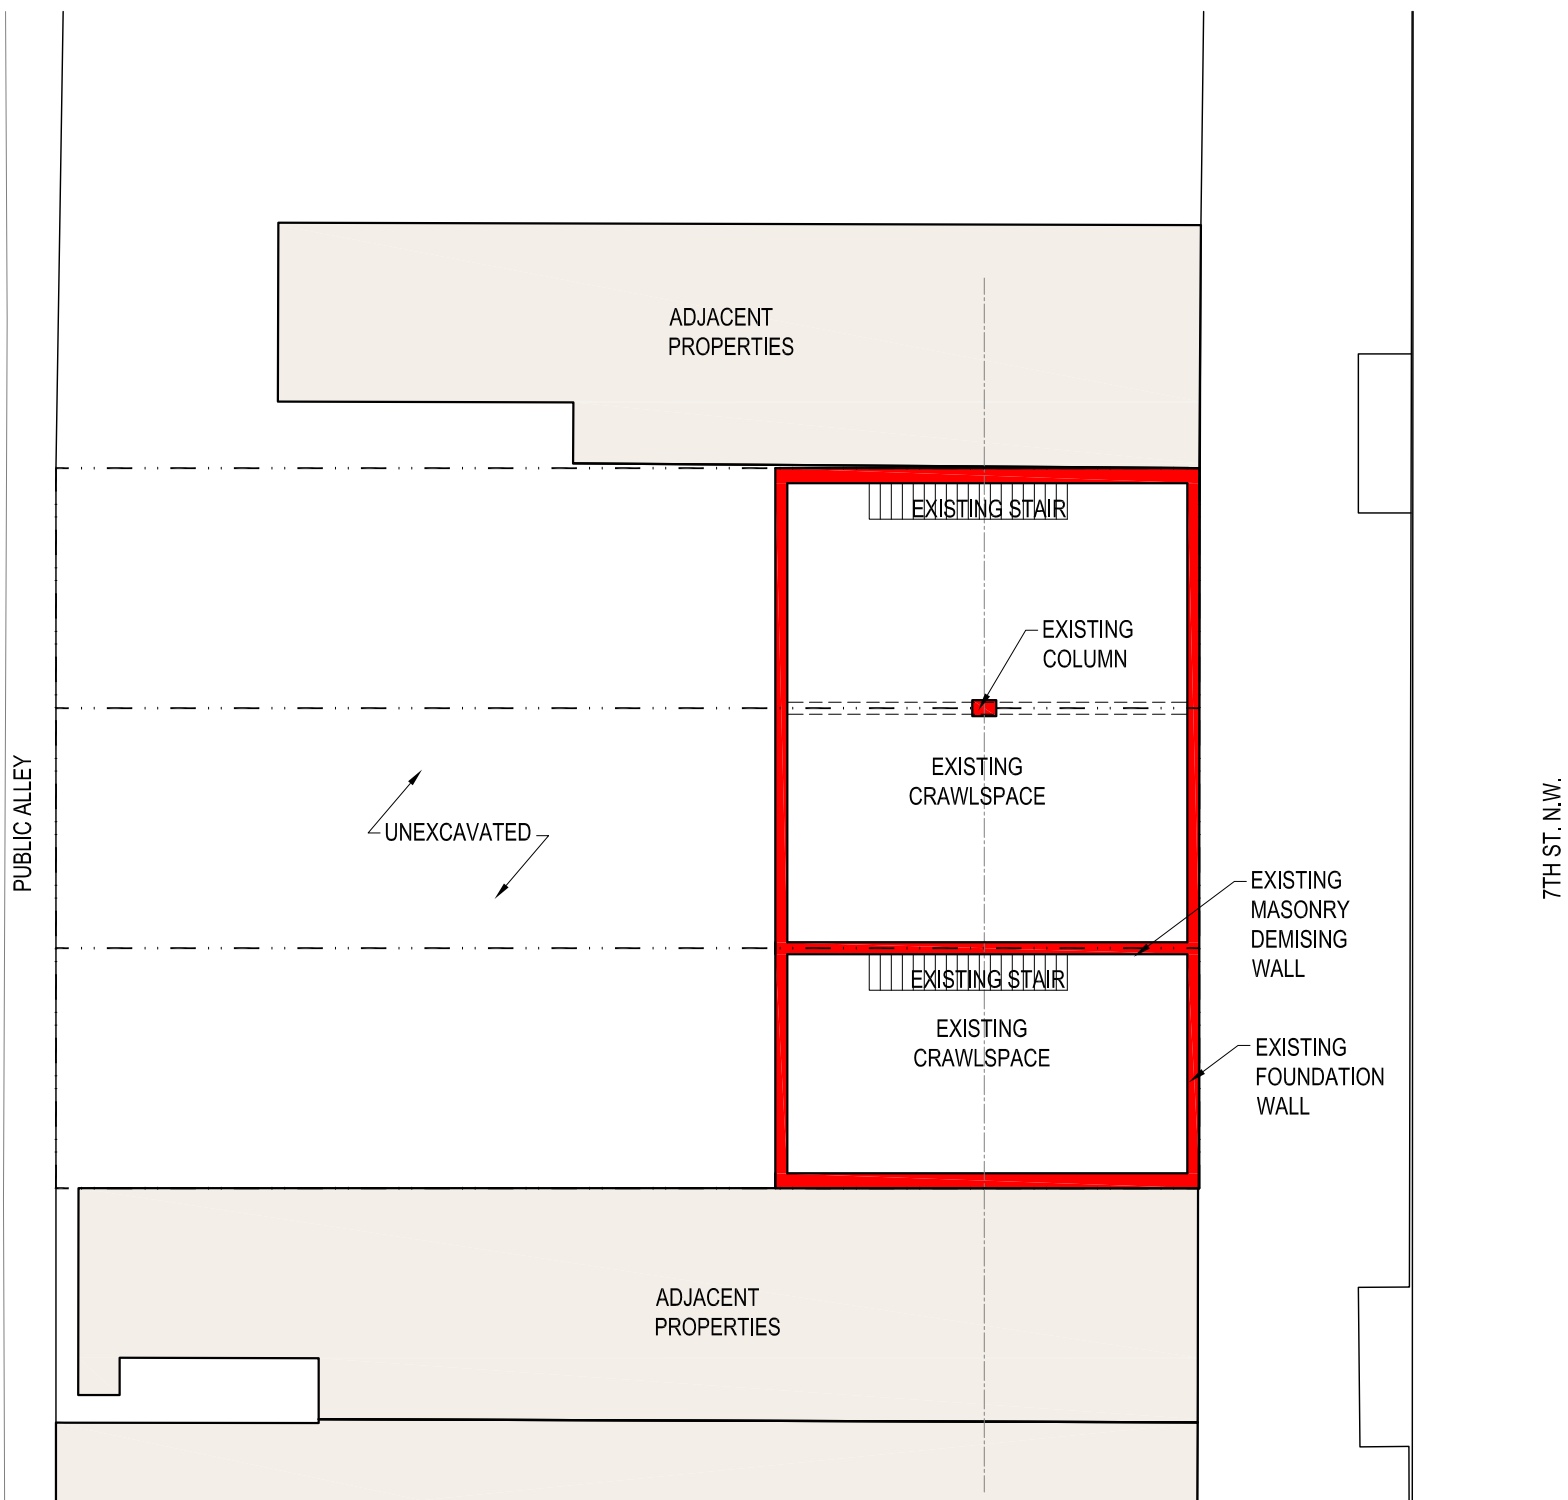 ADJACENT
PROPERTIES
EXISTING STAIR
EXISTING
COLUMN
EXISTING
CRAWLSPACE
PUBLIC ALLEY
UNEXCAVATED
7TH ST. N.W.
EXISTING
MASONRY
DEMISING
WALL
EXISTING STAIR
EXISTING
CRAWLSPACE
EXISTING
FOUNDATION
WALL
ADJACENT
PROPERTIES